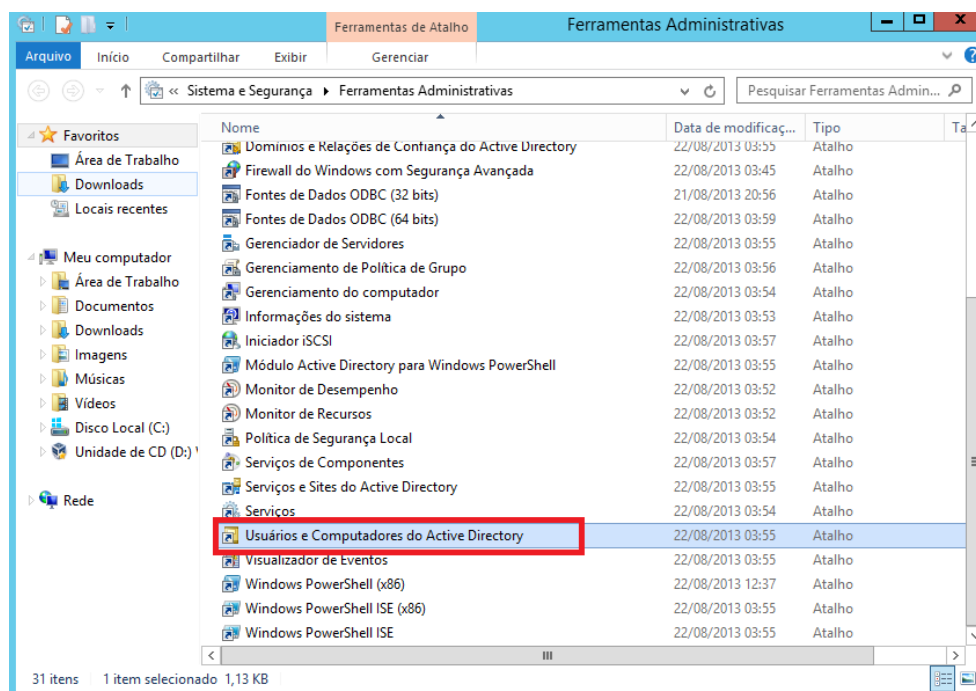 Ferramentas de Atalho
Ferramentas Administrativas
Arquivo Início Compartilhar Exibir Gerenciar
« Sistema e Segurança Ferramentas Administrativas
Pesquisar Ferramentas Admin...
Favoritos
Área de Trabalho
Downloads
Locais recentes
Meu computador
Área de Trabalho
Documentos
Downloads
Imagens
Músicas
Vídeos
Disco Local (C:)
Unidade de CD (D:)
Rede
Nome Data de modificaç... Tipo Ta
Domínios e Relações de Confiança do Active Directory 22/08/2013 03:55 Atalho
Firewall do Windows com Segurança Avançada 22/08/2013 03:45 Atalho
Fontes de Dados ODBC (32 bits) 21/08/2013 20:56 Atalho
Fontes de Dados ODBC (64 bits) 22/08/2013 03:59 Atalho
Gerenciador de Servidores 22/08/2013 03:55 Atalho
Gerenciamento de Política de Grupo 22/08/2013 03:56 Atalho
Gerenciamento do computador 22/08/2013 03:54 Atalho
Informações do sistema 22/08/2013 03:53 Atalho
Iniciador iSCSI 22/08/2013 03:57 Atalho
Módulo Active Directory para Windows PowerShell 22/08/2013 03:55 Atalho
Monitor de Desempenho 22/08/2013 03:52 Atalho
Monitor de Recursos 22/08/2013 03:52 Atalho
Política de Segurança Local 22/08/2013 03:54 Atalho
Serviços de Componentes 22/08/2013 03:57 Atalho
Serviços e Sites do Active Directory 22/08/2013 03:55 Atalho
Serviços 22/08/2013 03:54 Atalho
Usuários e Computadores do Active Directory 22/08/2013 03:55 Atalho
Visualizador de Eventos 22/08/2013 03:55 Atalho
Windows PowerShell (x86) 22/08/2013 12:37 Atalho
Windows PowerShell ISE (x86) 22/08/2013 03:55 Atalho
Windows PowerShell ISE 22/08/2013 03:55 Atalho
31 itens 1 item selecionado 1,13 KB